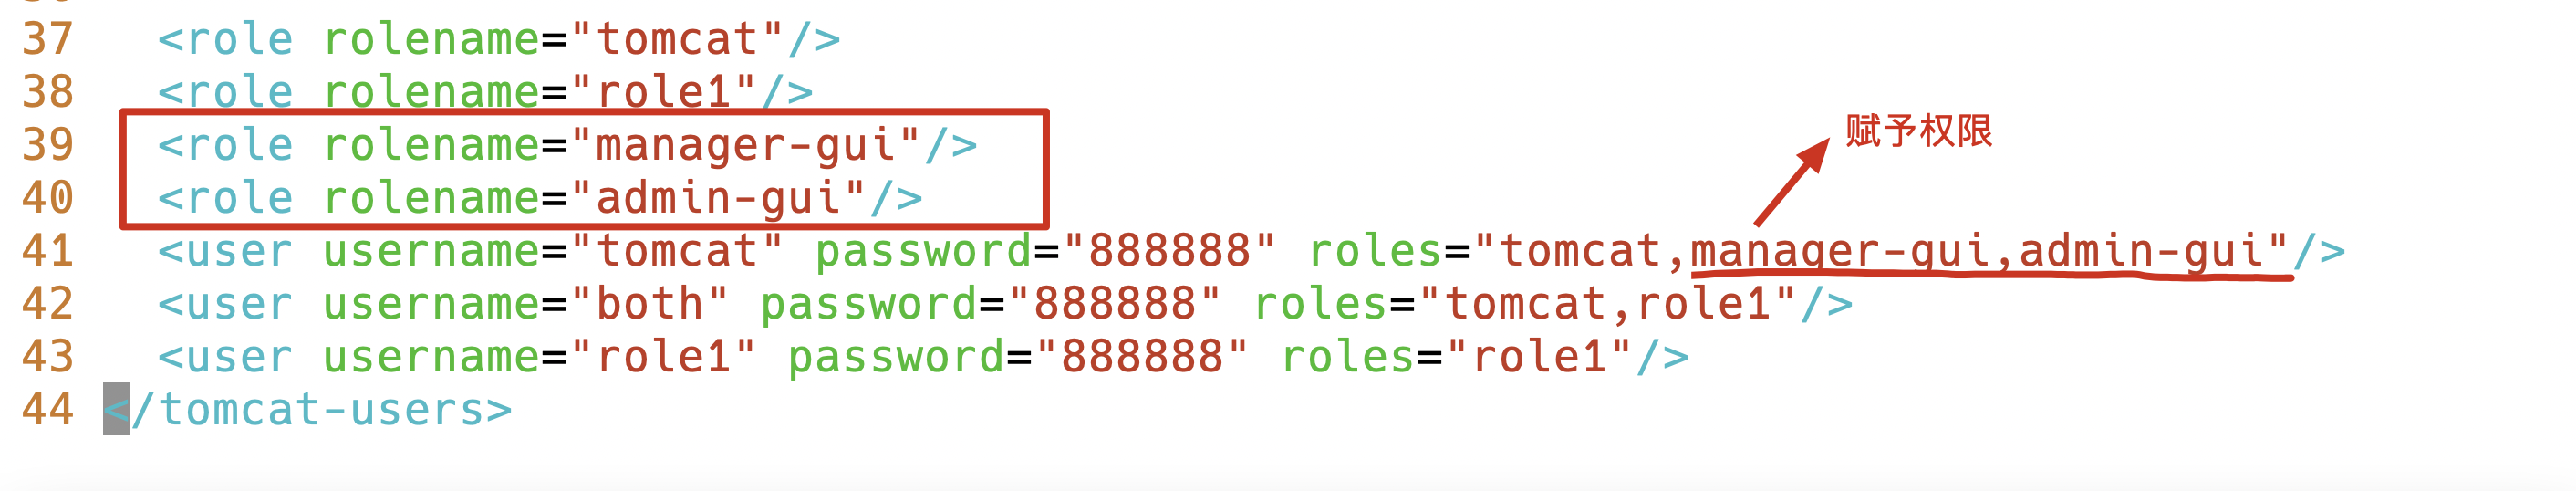 37 <role rolename="tomcat"/>
38 <role rolename="role1"/>
39 <role rolename="manager-gui"/>
赋予权限
40 <role rolename="admin-gui"/>
41 <user username="tomcat" password="888888" roles="tomcat,manager-gui,admin-gui"/>
42 <user username="both" password="888888" roles="tomcat,role1"/>
43 <user username="role1" password="888888" roles="role1"/>
44 </tomcat-users>